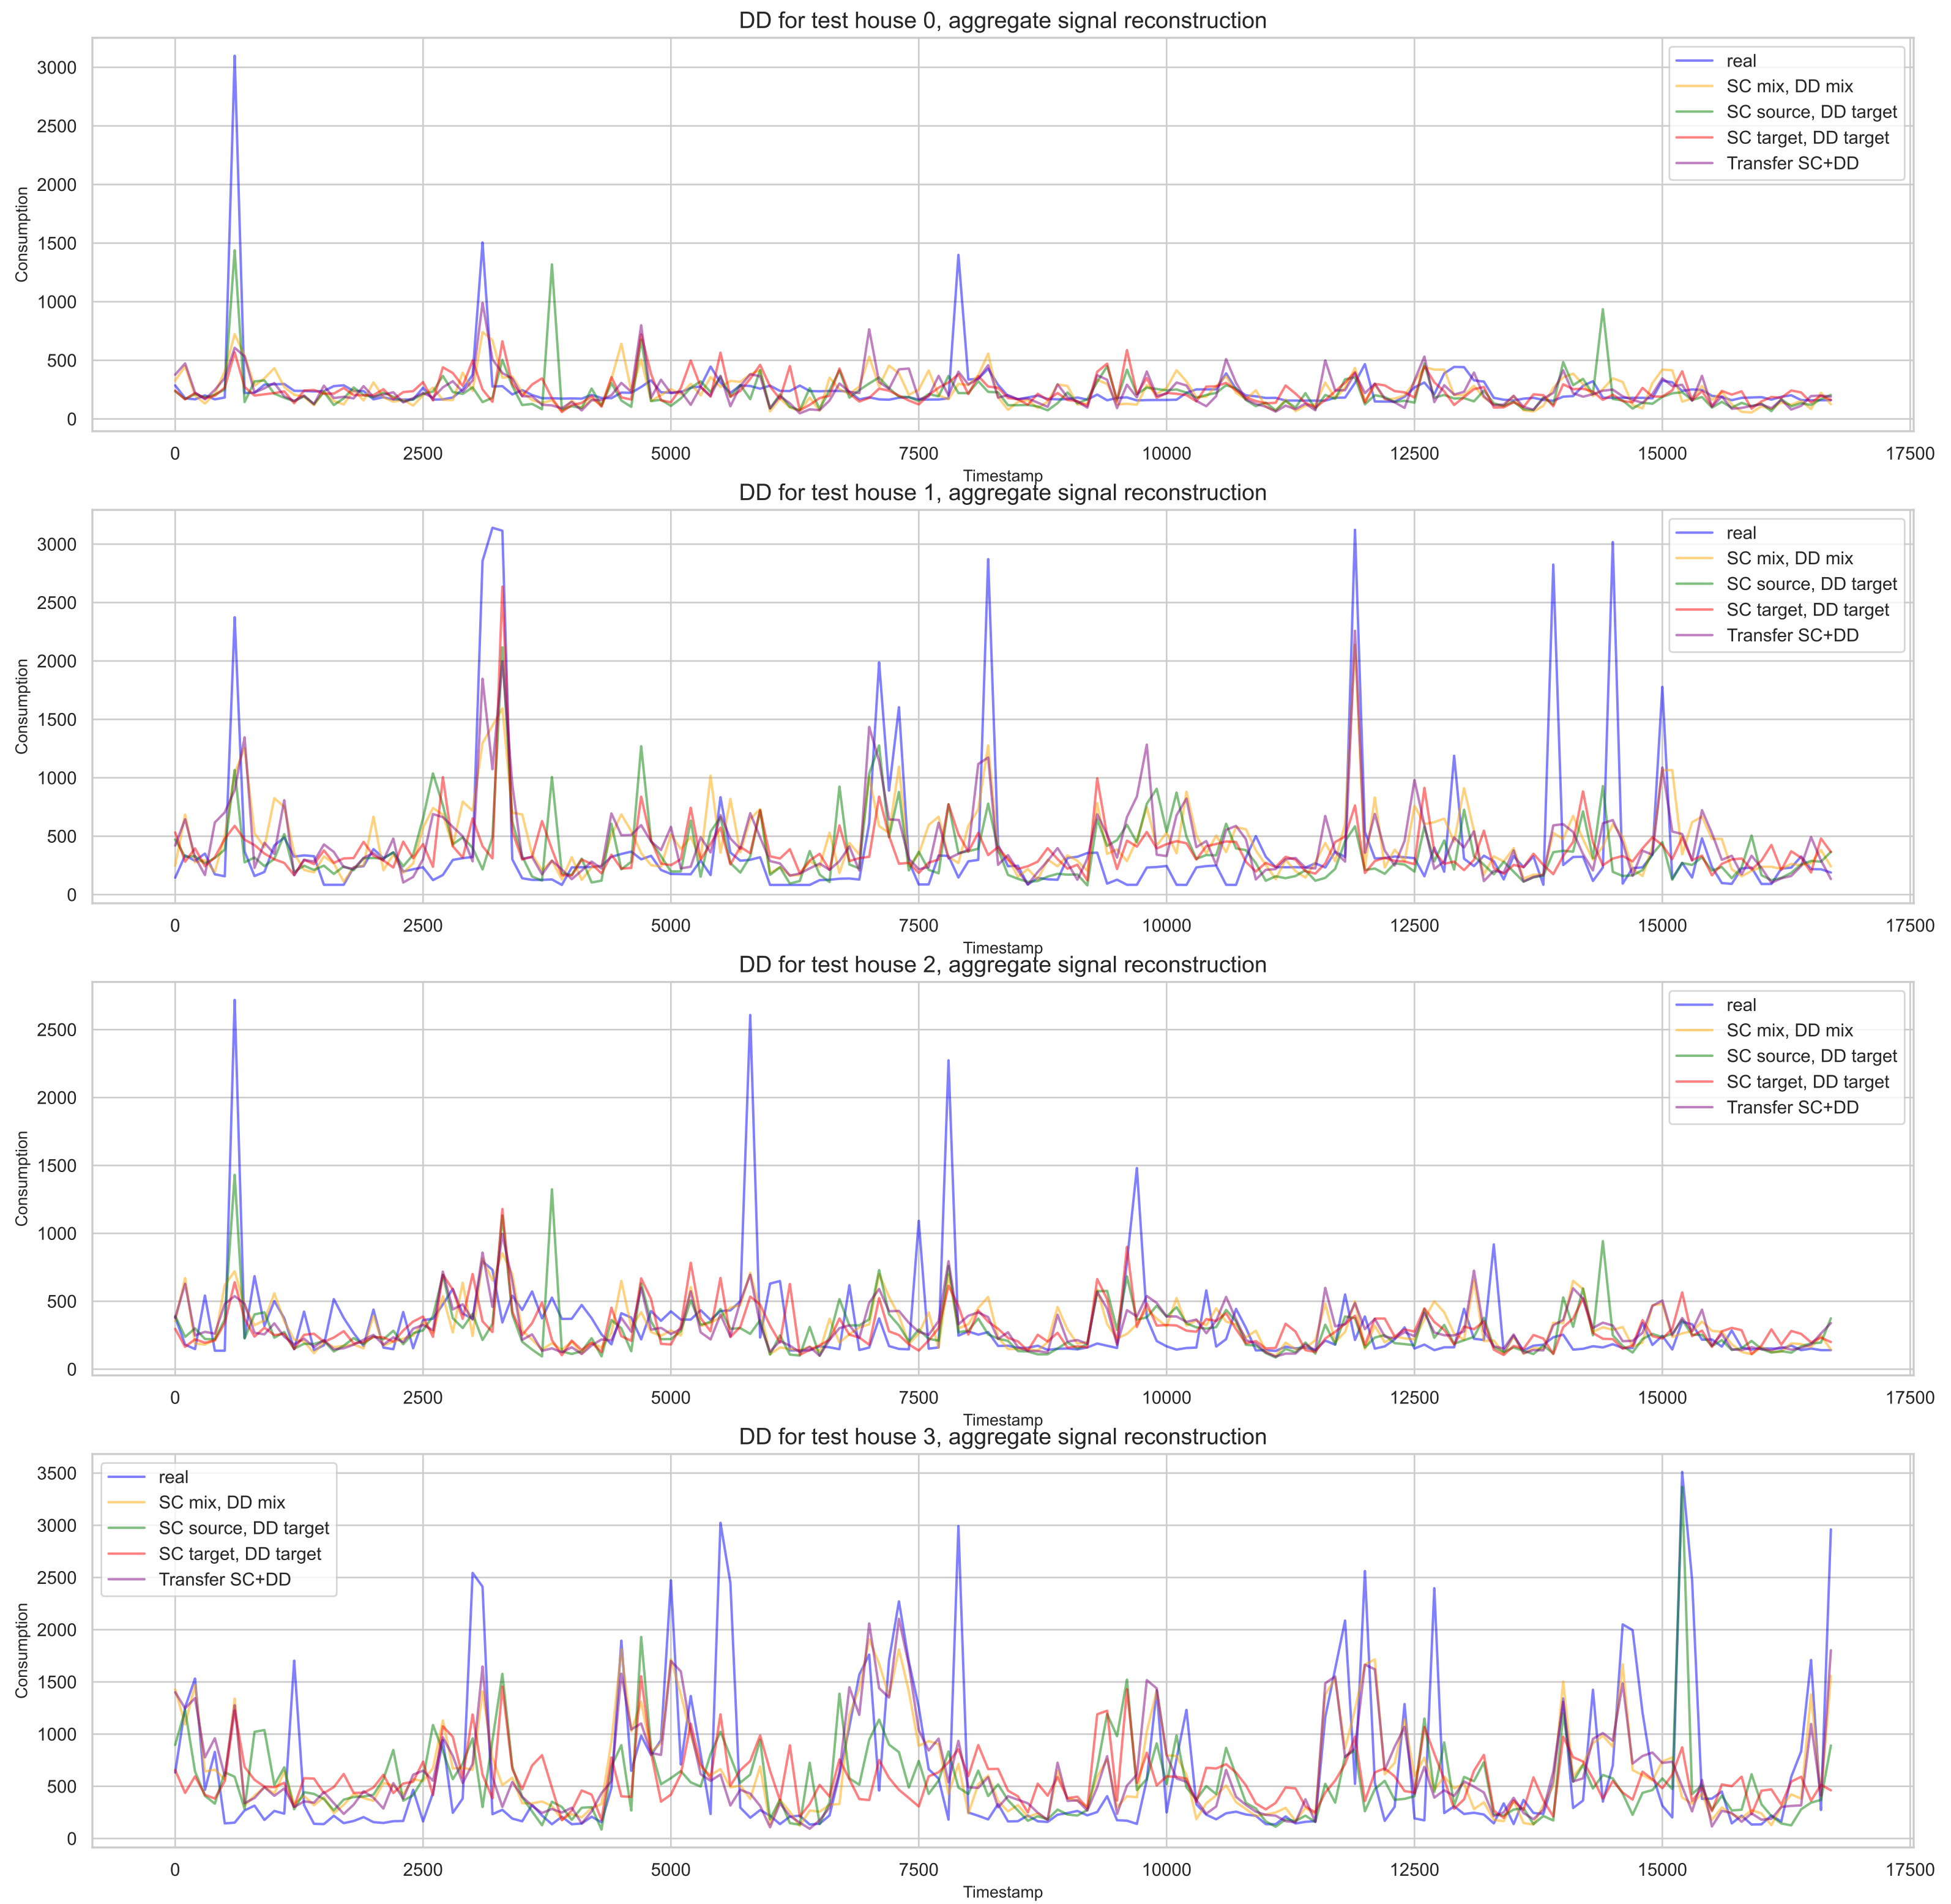 DD for test house 0, aggregate signal reconstruction
3000
2500
2000
1500
1000
500
0
Consumption
real
SC mix, DD mix
SC source, DD target
SC target, DD target
Transfer SC+DD
0 2500 5000 7500 10000 12500 15000 17500
Timestamp
DD for test house 1, aggregate signal reconstruction
3000
2500
2000
1500
1000
500
0
Consumption
real
SC mix, DD mix
SC source, DD target
SC target, DD target
Transfer SC+DD
0 2500 5000 7500 10000 12500 15000 17500
Timestamp
DD for test house 2, aggregate signal reconstruction
2500
2000
1500
1000
500
0
Consumption
real
SC mix, DD mix
SC source, DD target
SC target, DD target
Transfer SC+DD
0 2500 5000 7500 10000 12500 15000 17500
Timestamp
DD for test house 3, aggregate signal reconstruction
3500
3000
2500
2000
1500
1000
500
0
Consumption
real
SC mix, DD mix
SC source, DD target
SC target, DD target
Transfer SC+DD
0 2500 5000 7500 10000 12500 15000 17500
Timestamp